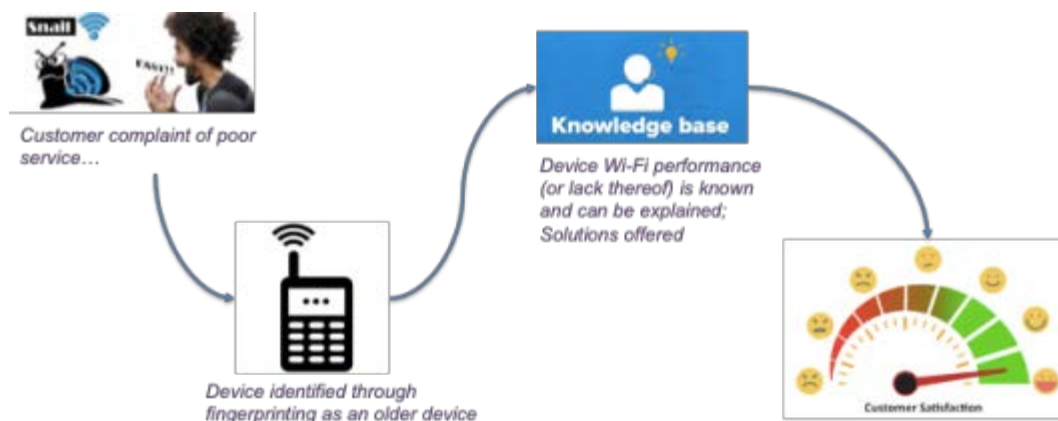 Snail
Customer complaint of poor
service…
Device identified through
fingerprinting as an older device
Knowledge base
Device Wi-Fi performance
(or lack thereof) is known
and can be explained;
Solutions offered
Customer Satisfaction